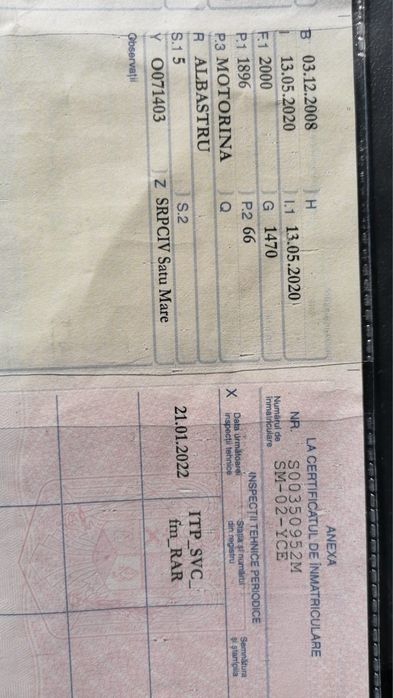 B 03.12.2008 H
I 13.05.2020 I.1 13.05.2020
F.1 2000 G 1470
P.1 1896 P.2 66
P.3 MOTORINA Q
R ALBASTRU
S.1 5 S.2
Y O071403 Z SRPCIV Satu Mare
Observații
ANEXA
LA CERTIFICATUL DE ÎNMATRICULARE
NR. S00350952M
Numărul de înmatriculare SM-02-YCE
INSPECȚII TEHNICE PERIODICE
X Data următoarei inspecții tehnice
Stația și numărul din registru
Semnătura și ștampila
21.01.2022 ITP_SVC_
fm_RAR